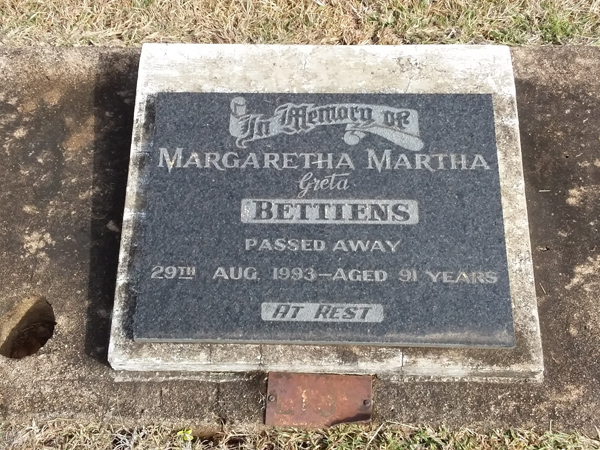 In Memory of
MARGARETHA MARTHA
Greta
BETTIENS
PASSED AWAY
29TH AUG. 1993—AGED 91 YEARS
AT REST